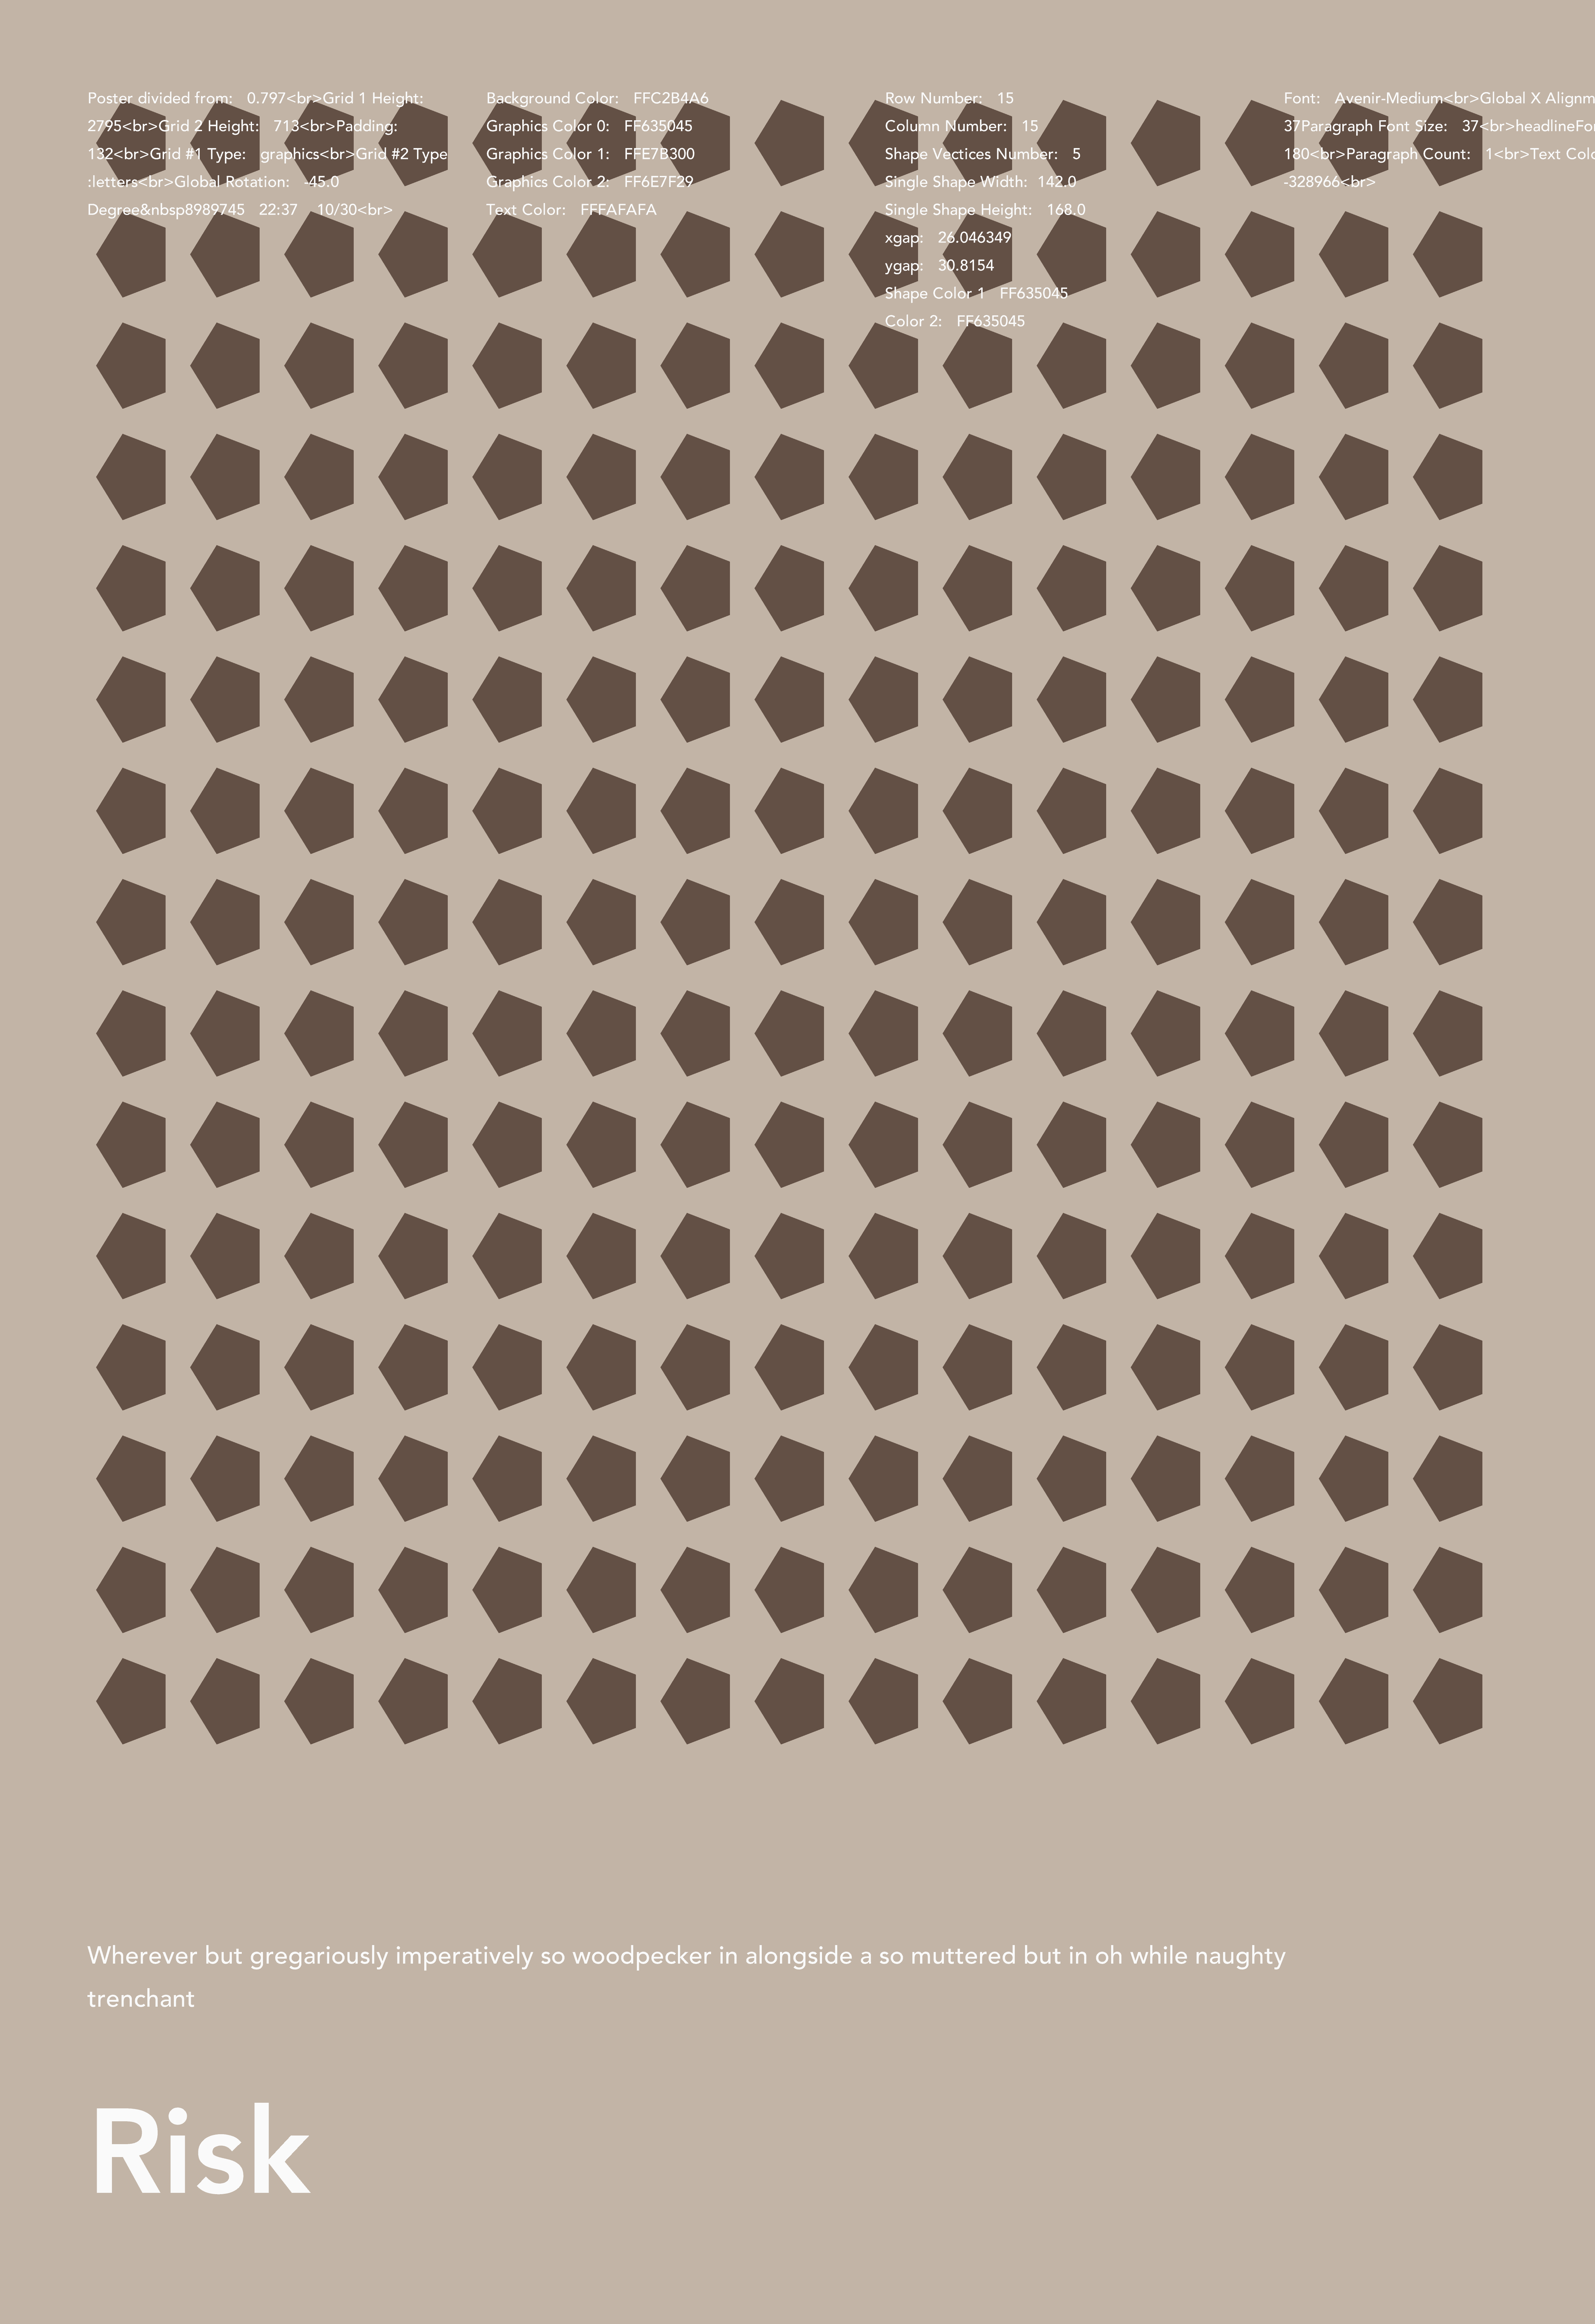 Poster divided from: 0.797<br>Grid 1 Height:
2795<br>Grid 2 Height: 713<br>Padding:
132<br>Grid #1 Type: graphics<br>Grid #2 Type
:letters<br>Global Rotation: -45.0
Degree&nbsp8989745 22:37 10/30<br>
Background Color: FFC2B4A6
Graphics Color 0: FF635045
Graphics Color 1: FFE7B300
Graphics Color 2: FF6E7F29
Text Color: FFFAFAFA
Row Number: 15
Column Number: 15
Shape Vectices Number: 5
Single Shape Width: 142.0
Single Shape Height: 168.0
xgap: 26.046349
ygap: 30.8154
Shape Color 1 FF635045
Color 2: FF635045
Font: Avenir-Medium<br>Global X Alignm
37Paragraph Font Size: 37<br>headlineFon
180<br>Paragraph Count: 1<br>Text Colo
-328966<br>
Wherever but gregariously imperatively so woodpecker in alongside a so muttered but in oh while naughty
trenchant
Risk